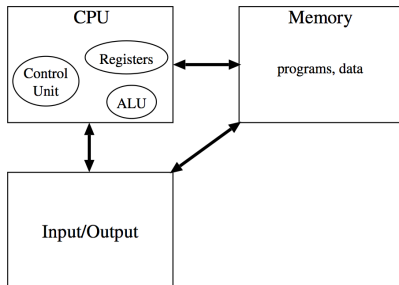 CPU
Registers
Control
Unit
ALU
Memory
programs, data
Input/Output